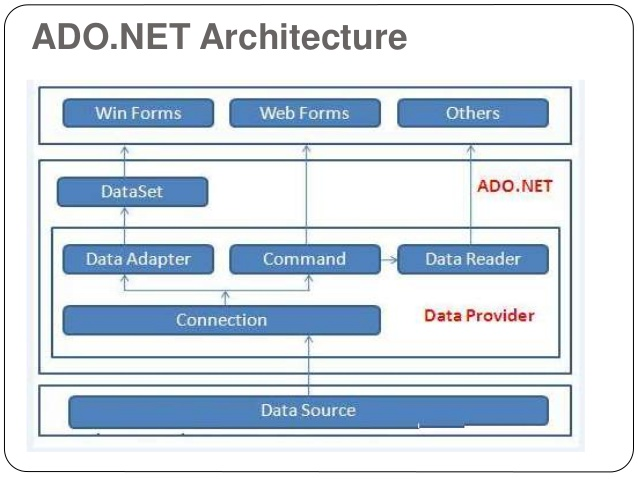 ADO.NET Architecture
Win Forms
Web Forms
Others
DataSet
ADO.NET
Data Adapter
Command
Data Reader
Connection
Data Provider
Data Source